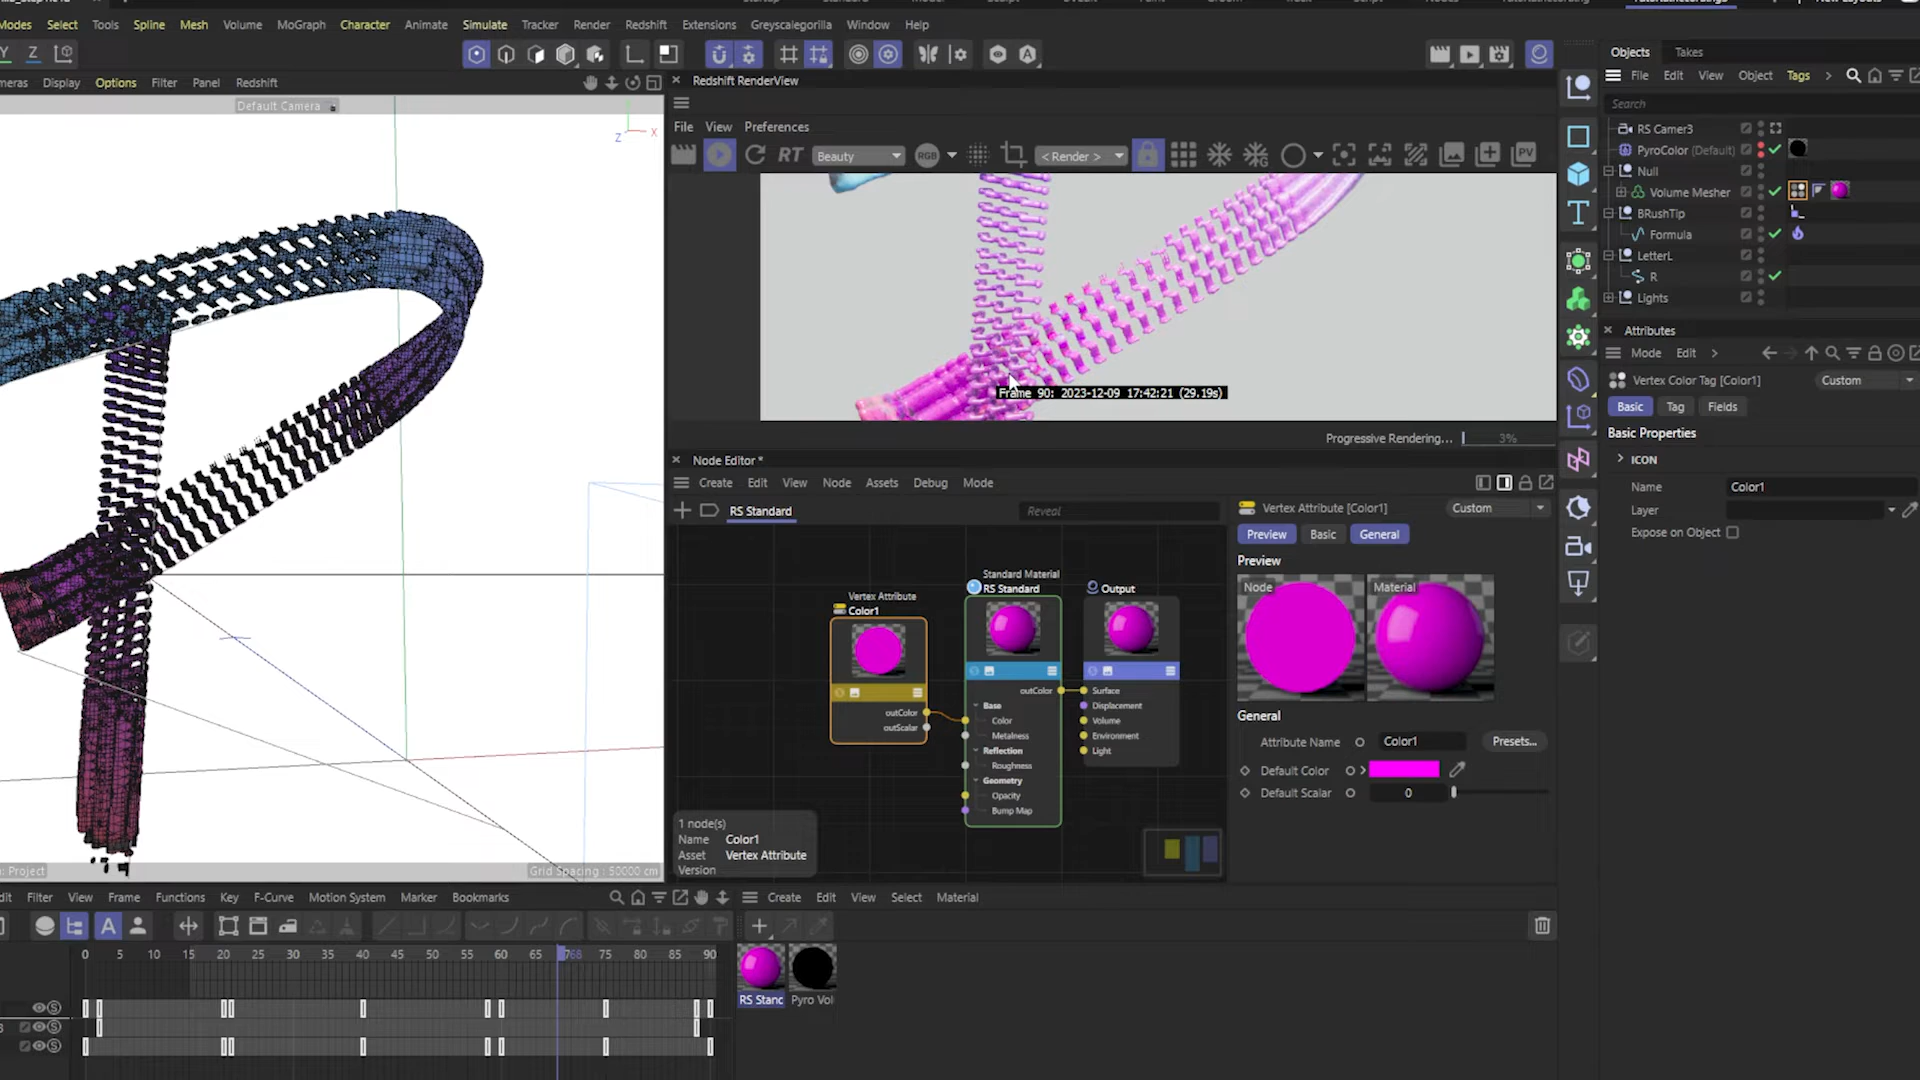 Modes Select Tools Spline Mesh Volume MoGraph Character Animate Simulate Tracker Render Redshift Extensions Greyscalegorilla Window Help
Y Z
Display Options Filter Panel Redshift
Default Camera
X
Z
Grid Spacing : 50000 cm
Project
Redshift RenderView
File View Preferences
RT Beauty RGB < Render > PV
Frame 90: 2023-12-09 17:42:21 (29.19s)
Progressive Rendering... 3%
Node Editor *
Create Edit View Node Assets Debug Mode
RS Standard
Reveal
Vertex Attribute
Color1
outColor
outScalar
Standard Material
RS Standard
outColor
Base
Color
Metalness
Reflection
Roughness
Geometry
Opacity
Bump Map
Output
Surface
Displacement
Volume
Environment
Light
1 node(s)
Name Color1
Asset Vertex Attribute
Version
Vertex Attribute [Color1] Custom
Preview Basic General
Preview
Node Material
General
Attribute Name Color1 Presets...
Default Color
Default Scalar 0
Objects Takes
File Edit View Object Tags
Search
RS Camer3
PyroColor (Default)
Null
Volume Mesher
BRushTip
Formula
LetterL
R
Lights
Attributes
Mode Edit
Vertex Color Tag [Color1] Custom
Basic Tag Fields
Basic Properties
ICON
Name Color1
Layer
Expose on Object
Filter View Frame Functions Key F-Curve Motion System Marker Bookmarks
0 5 10 15 20 25 30 35 40 45 50 55 60 65 68 75 80 85 90
Create Edit View Select Material
RS Stanc Pyro Vol